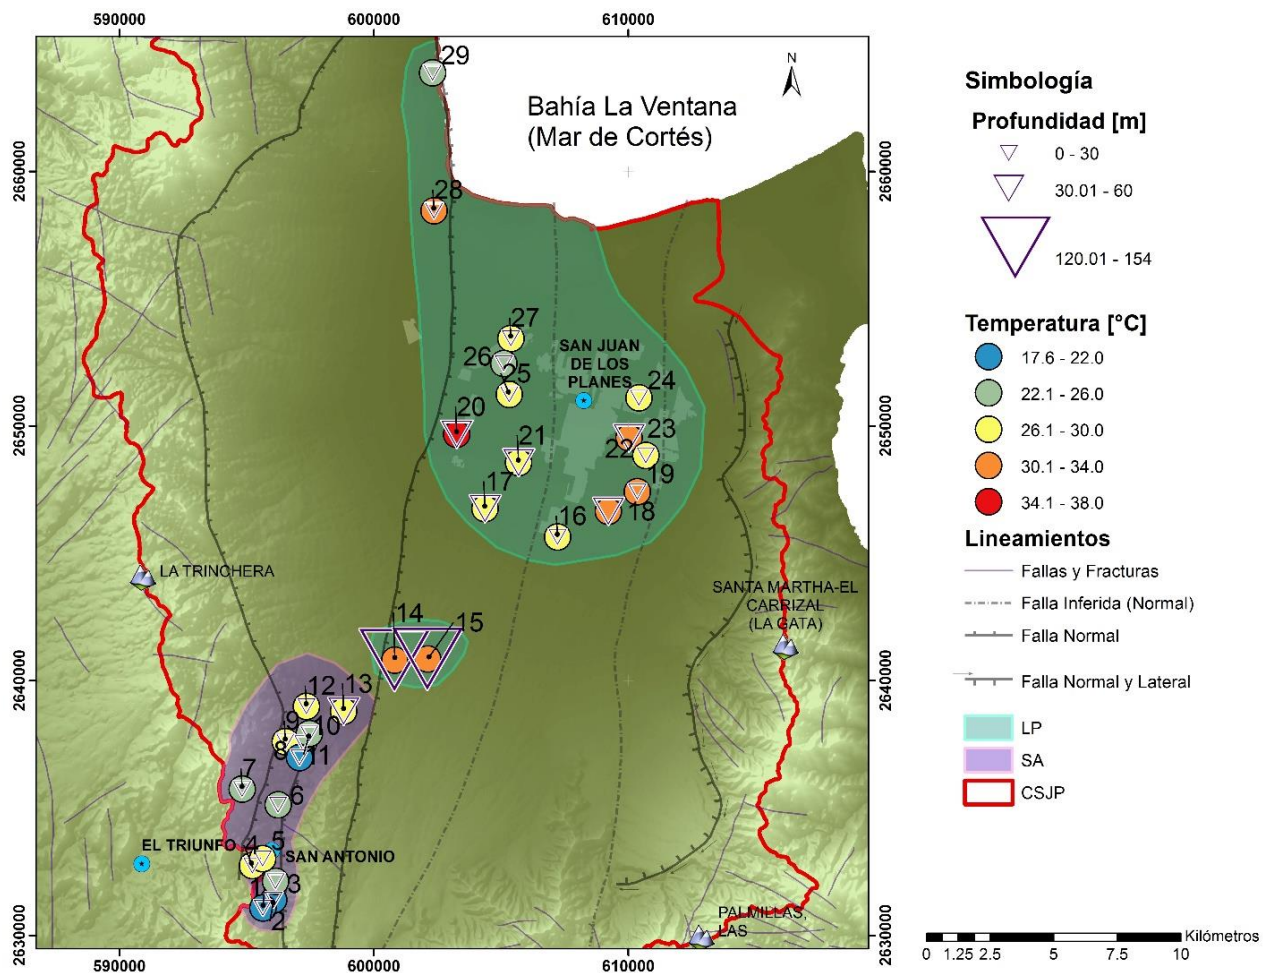 590000
600000
610000
29
Bahía La Ventana
(Mar de Cortés)
N
2660000
2660000
28
27
26
25
SAN JUAN
DE LOS
PLANES
24
20
2650000
2650000
21
23
22
17
19
18
16
LA TRINCHERA
SANTA MARTHA-EL
CARRIZAL
(LA GATA)
14
15
2640000
2640000
12
13
9
10
8
11
7
6
EL TRIUNFO
4
5
SAN ANTONIO
1
3
2
PALMILLAS,
LAS
2630000
2630000
590000
600000
610000
Simbología
Profundidad [m]
0 - 30
30.01 - 60
120.01 - 154
Temperatura [°C]
17.6 - 22.0
22.1 - 26.0
26.1 - 30.0
30.1 - 34.0
34.1 - 38.0
Lineamientos
Fallas y Fracturas
Falla Inferida (Normal)
Falla Normal
Falla Normal y Lateral
LP
SA
CSJP
Kilómetros
0 1.25 2.5 5 7.5 10